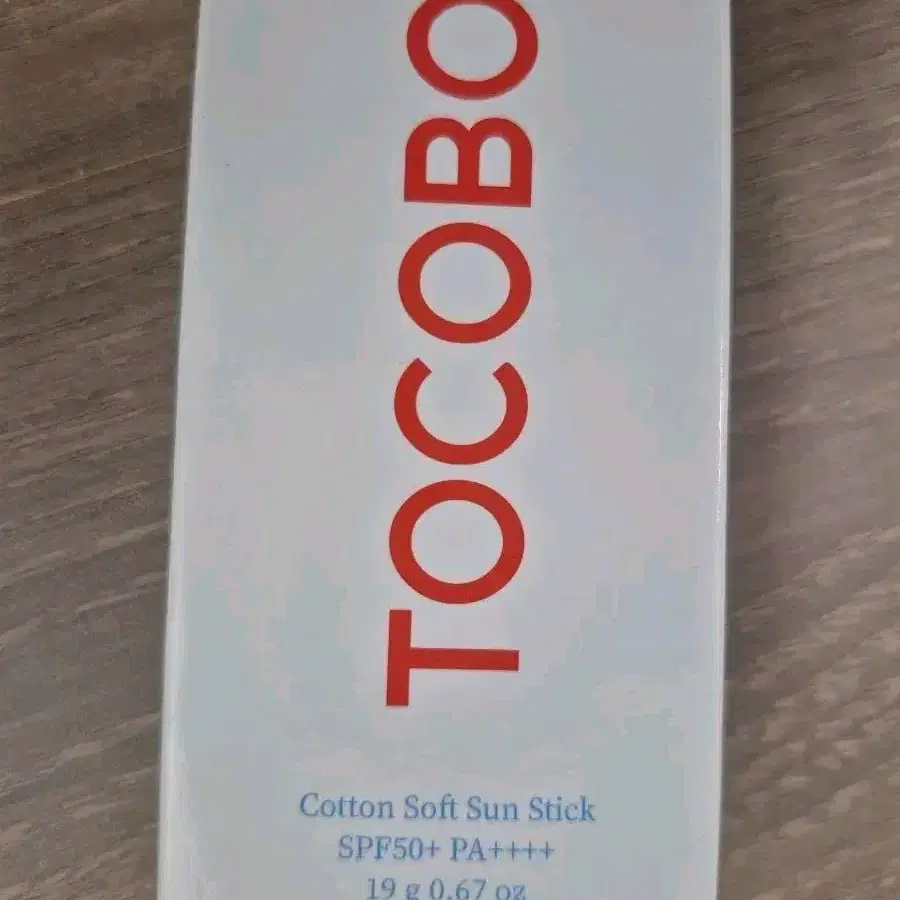 TOCOBO
Cotton Soft Sun Stick
SPF50+ PA++++
19 g 0.67 oz